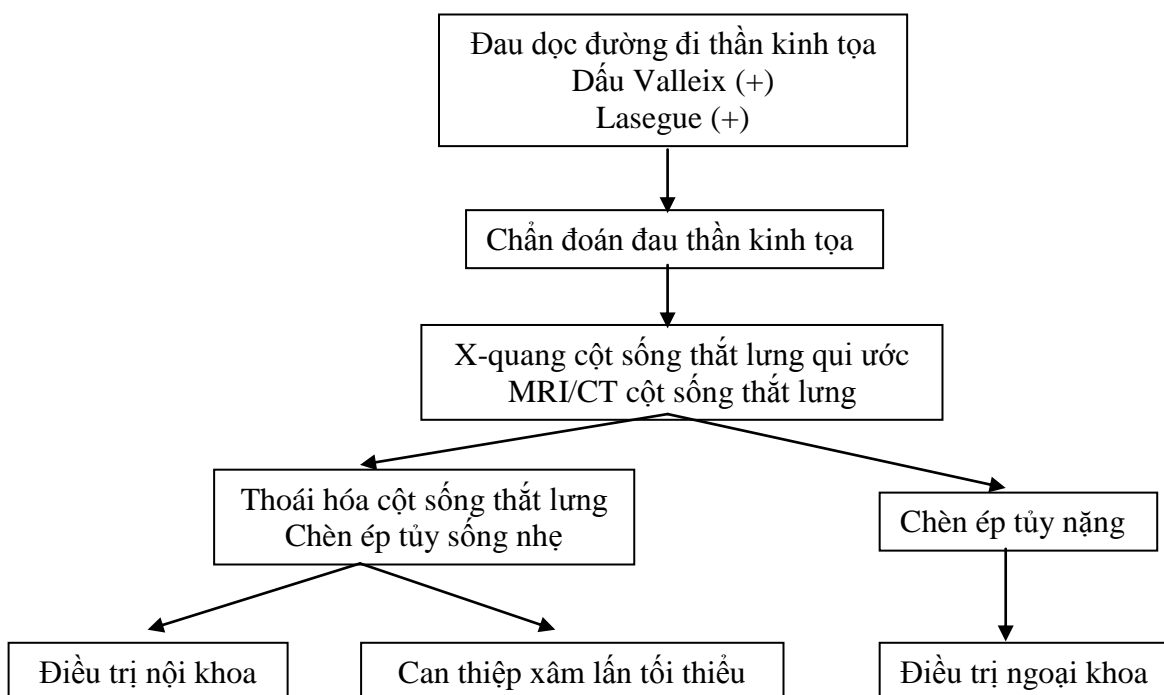 Đau dọc đường đi thần kinh tọa
Dấu Valleix (+)
Lasegue (+)
Chẩn đoán đau thần kinh tọa
X-quang cột sống thắt lưng qui ước
MRI/CT cột sống thắt lưng
Thoái hóa cột sống thắt lưng
Chèn ép tủy sống nhẹ
Chèn ép tủy nặng
Điều trị nội khoa
Can thiệp xâm lấn tối thiểu
Điều trị ngoại khoa